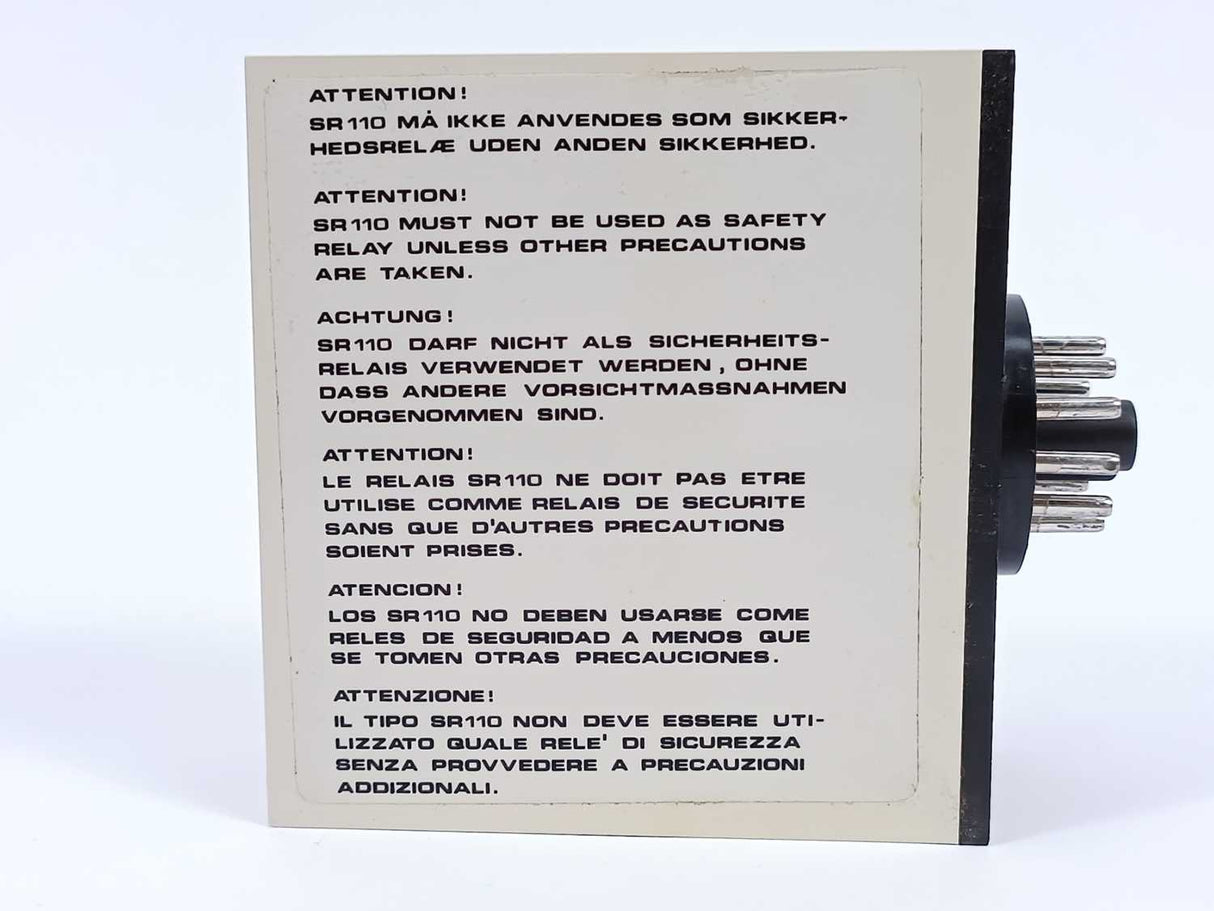 ATTENTION!
SR110 MÅ IKKE ANVENDES SOM SIKKER-
HEDSRELÆ UDEN ANDEN SIKKERHED.
ATTENTION!
SR110 MUST NOT BE USED AS SAFETY
RELAY UNLESS OTHER PRECAUTIONS
ARE TAKEN.
ACHTUNG!
SR110 DARF NICHT ALS SICHERHEITS-
RELAIS VERWENDET WERDEN, OHNE
DASS ANDERE VORSICHTMASSNAHMEN
VORGENOMMEN SIND.
ATTENTION!
LE RELAIS SR110 NE DOIT PAS ETRE
UTILISE COMME RELAIS DE SECURITE
SANS QUE D'AUTRES PRECAUTIONS
SOIENT PRISES.
ATENCION!
LOS SR110 NO DEBEN USARSE COME
RELES DE SEGURIDAD A MENOS QUE
SE TOMEN OTRAS PRECAUCIONES.
ATTENZIONE!
IL TIPO SR110 NON DEVE ESSERE UTI-
LIZZATO QUALE RELE' DI SICUREZZA
SENZA PROVVEDERE A PRECAUZIONI
ADDIZIONALI.